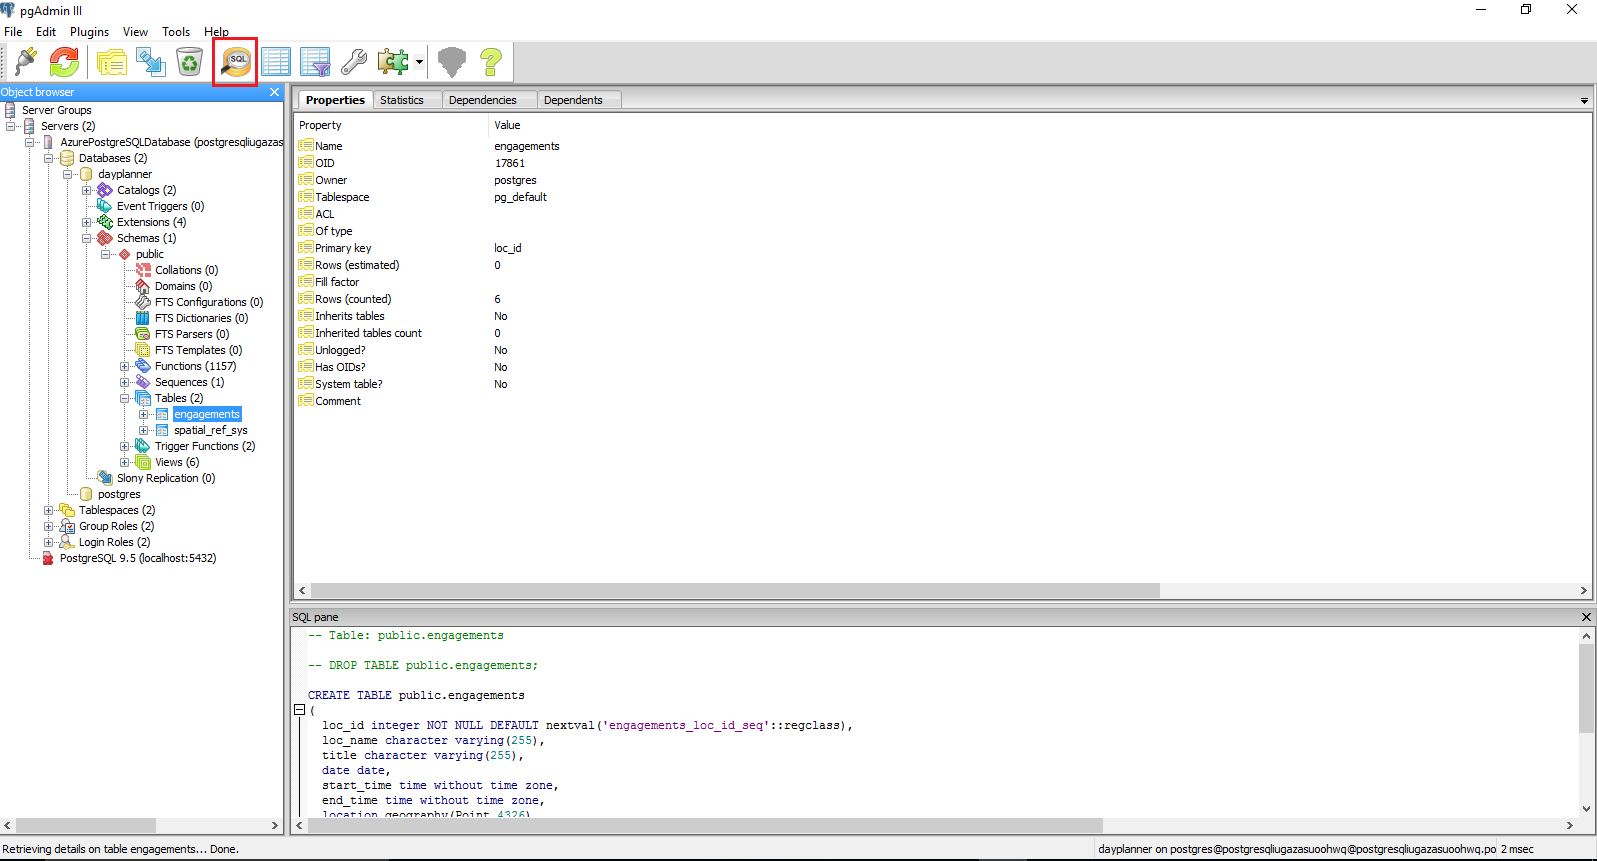 pgAdmin III
File Edit Plugins View Tools Help
SQL
Object browser
Server Groups
Servers (2)
AzurePostgreSQLDatabase (postgresqliugazas
Databases (2)
dayplanner
Catalogs (2)
Event Triggers (0)
Extensions (4)
Schemas (1)
public
Collations (0)
Domains (0)
FTS Configurations (0)
FTS Dictionaries (0)
FTS Parsers (0)
FTS Templates (0)
Functions (1157)
Sequences (1)
Tables (2)
engagements
spatial_ref_sys
Trigger Functions (2)
Views (6)
Slony Replication (0)
postgres
Tablespaces (2)
Group Roles (2)
Login Roles (2)
PostgreSQL 9.5 (localhost:5432)
Properties Statistics Dependencies Dependents
Property Value
Name engagements
OID 17861
Owner postgres
Tablespace pg_default
ACL
Of type
Primary key loc_id
Rows (estimated) 0
Fill factor
Rows (counted) 6
Inherits tables No
Inherited tables count 0
Unlogged? No
Has OIDs? No
System table? No
Comment
SQL pane
-- Table: public.engagements
-- DROP TABLE public.engagements;
CREATE TABLE public.engagements
(
loc_id integer NOT NULL DEFAULT nextval('engagements_loc_id_seq'::regclass),
loc_name character varying(255),
title character varying(255),
date date,
start_time time without time zone,
end_time time without time zone,
location geography(Point,4326)
Retrieving details on table engagements... Done.
dayplanner on postgres@postgresqliugazasuoohwq@postgresqliugazasuoohwq.po 2 msec